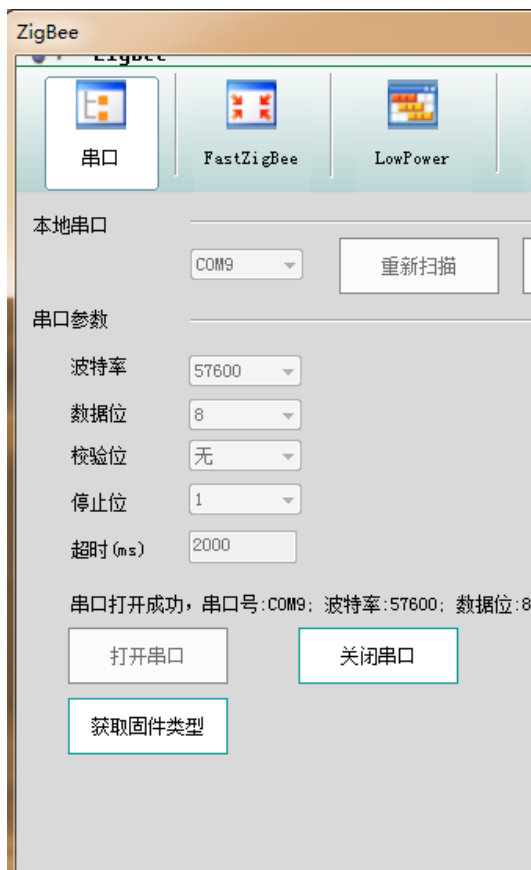 ZigBee
串口
FastZigBee
LowPower
本地串口
COM9
重新扫描
串口参数
波特率
57600
数据位
8
校验位
无
停止位
1
超时(ms)
2000
串口打开成功，串口号:COM9; 波特率:57600; 数据位:8
打开串口
关闭串口
获取固件类型